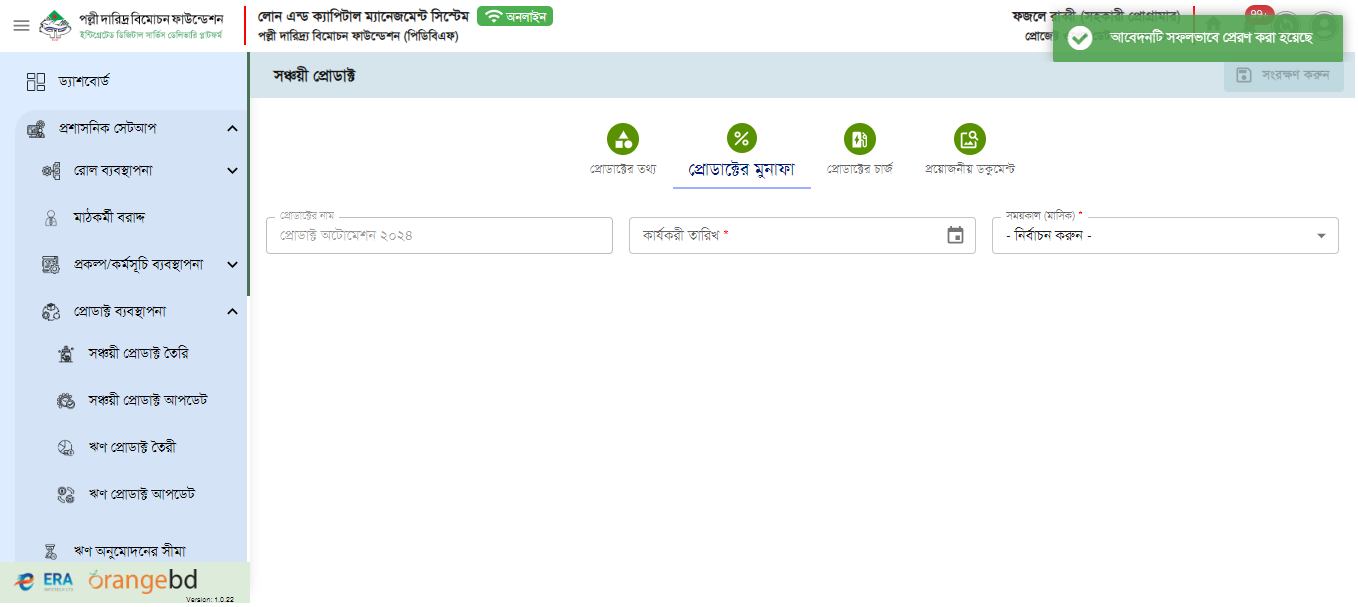 পল্লী দারিদ্র বিমোচন ফাউন্ডেশন
ইন্টিগ্রেটেড ডিজিটাল সার্ভিস ডেলিভারি প্লাটফর্ম
লোন এন্ড ক্যাপিটাল ম্যানেজমেন্ট সিস্টেম
অনলাইন
পল্লী দারিদ্র্য বিমোচন ফাউন্ডেশন (পিডিবিএফ)
ফজলে রাব্বী (সহকারী প্রোগ্রামার)
99+
আবেদনটি সফলভাবে প্রেরণ করা হয়েছে
সঞ্চয়ী প্রোডাক্ট
সংরক্ষণ করুন
ড্যাশবোর্ড
প্রশাসনিক সেটআপ
রোল ব্যবস্থাপনা
মাঠকর্মী বরাদ্দ
প্রকল্প/কর্মসূচি ব্যবস্থাপনা
প্রোডাক্ট ব্যবস্থাপনা
সঞ্চয়ী প্রোডাক্ট তৈরি
সঞ্চয়ী প্রোডাক্ট আপডেট
ঋণ প্রোডাক্ট তৈরী
ঋণ প্রোডাক্ট আপডেট
ঋণ অনুমোদনের সীমা
প্রোডাক্টের তথ্য
প্রোডাক্টের মুনাফা
প্রোডাক্টের চার্জ
প্রয়োজনীয় ডকুমেন্ট
প্রোডাক্টের নাম
প্রোডাক্ট অটোমেশন ২০২৪
কার্যকরী তারিখ *
সময়কাল (মাসিক) *
- নির্বাচন করুন -
ERA
orangebd
Version: 1.0.22